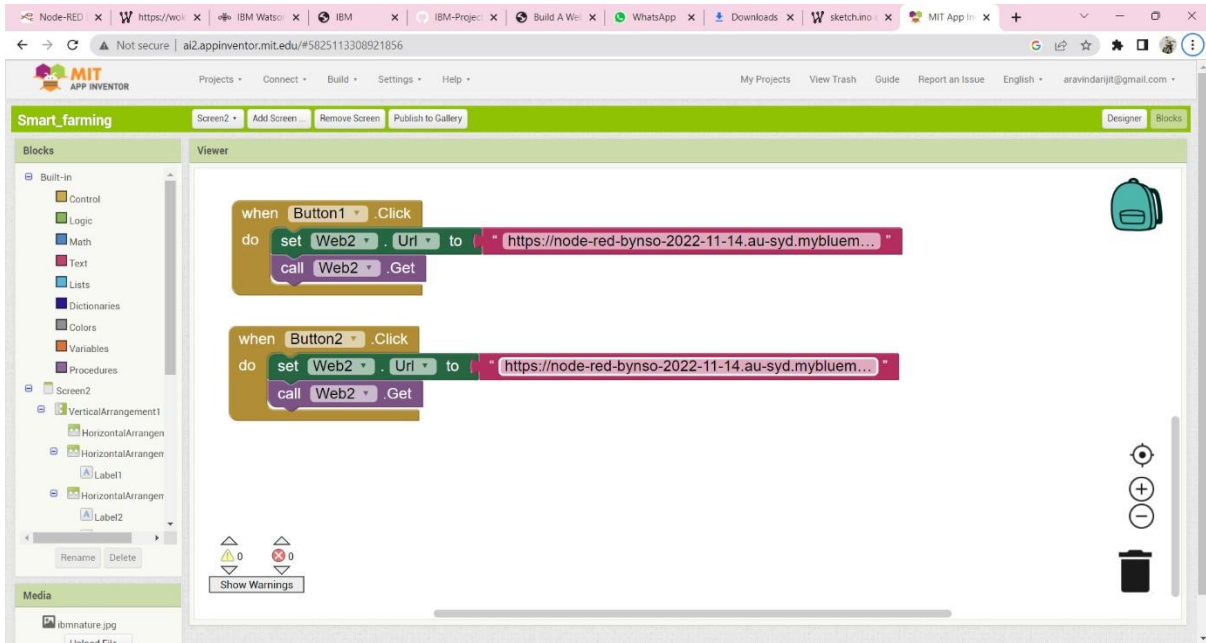 Node-RED
https://wok
IBM Watson
IBM
IBM-Project
Build A Web
WhatsApp
Downloads
sketch.ino
MIT App In
Not secure | ai2.appinventor.mit.edu/#5825113308921856
MIT
APP INVENTOR
Projects Connect Build Settings Help
My Projects View Trash Guide Report an Issue English aravindarijit@gmail.com
Smart_farming
Screen2 Add Screen ... Remove Screen Publish to Gallery
Designer Blocks
Blocks
Viewer
Built-in
Control
Logic
Math
Text
Lists
Dictionaries
Colors
Variables
Procedures
Screen2
VerticalArrangement1
HorizontalArrangem
HorizontalArrangem
Label1
HorizontalArrangem
Label2
Rename Delete
Media
ibmnature.jpg
Upload File ...
when Button1 .Click
do set Web2 . Url to " https://node-red-bynso-2022-11-14.au-syd.mybluem... "
call Web2 .Get
when Button2 .Click
do set Web2 . Url to " https://node-red-bynso-2022-11-14.au-syd.mybluem... "
call Web2 .Get
0 0
Show Warnings